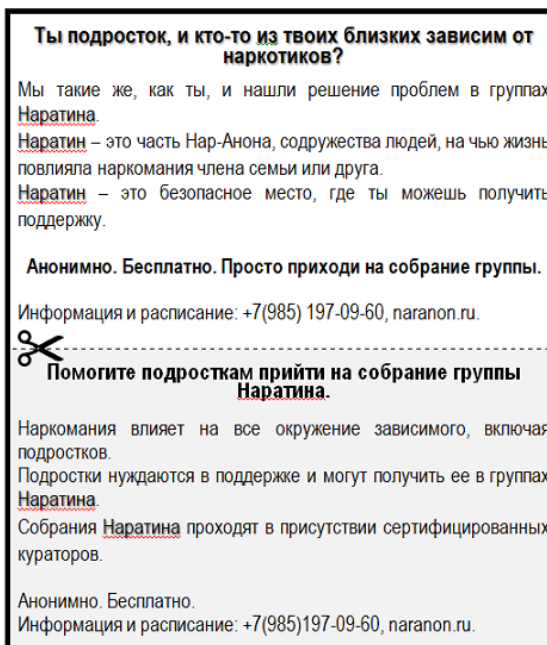 Ты подросток, и кто-то из твоих близких зависим от
наркотиков?
Мы такие же, как ты, и нашли решение проблем в группах
Наратина.
Наратин – это часть Нар-Анона, содружества людей, на чью жизнь
повлияла наркомания члена семьи или друга.
Наратин – это безопасное место, где ты можешь получить
поддержку.
Анонимно. Бесплатно. Просто приходи на собрание группы.
Информация и расписание: +7(985) 197-09-60, naranon.ru.
Помогите подросткам прийти на собрание группы
Наратина.
Наркомания влияет на все окружение зависимого, включая
подростков.
Подростки нуждаются в поддержке и могут получить ее в группах
Наратина.
Собрания Наратина проходят в присутствии сертифицированных
кураторов.
Анонимно. Бесплатно.
Информация и расписание: +7(985)197-09-60, naranon.ru.